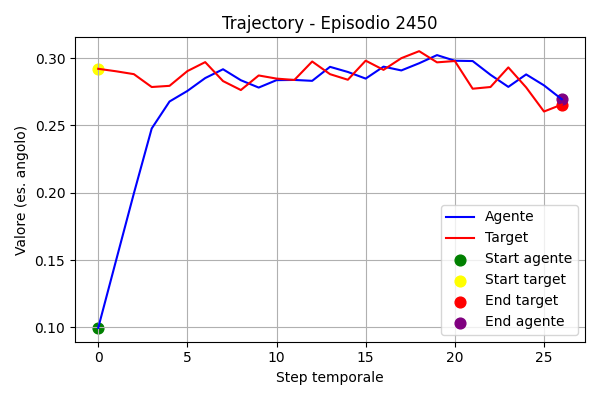 Trajectory - Episodio 2450
Valore (es. angolo)
0.30
0.25
0.20
0.15
0.10
0
5
10
15
20
25
Step temporale
Agente
Target
Start agente
Start target
End target
End agente